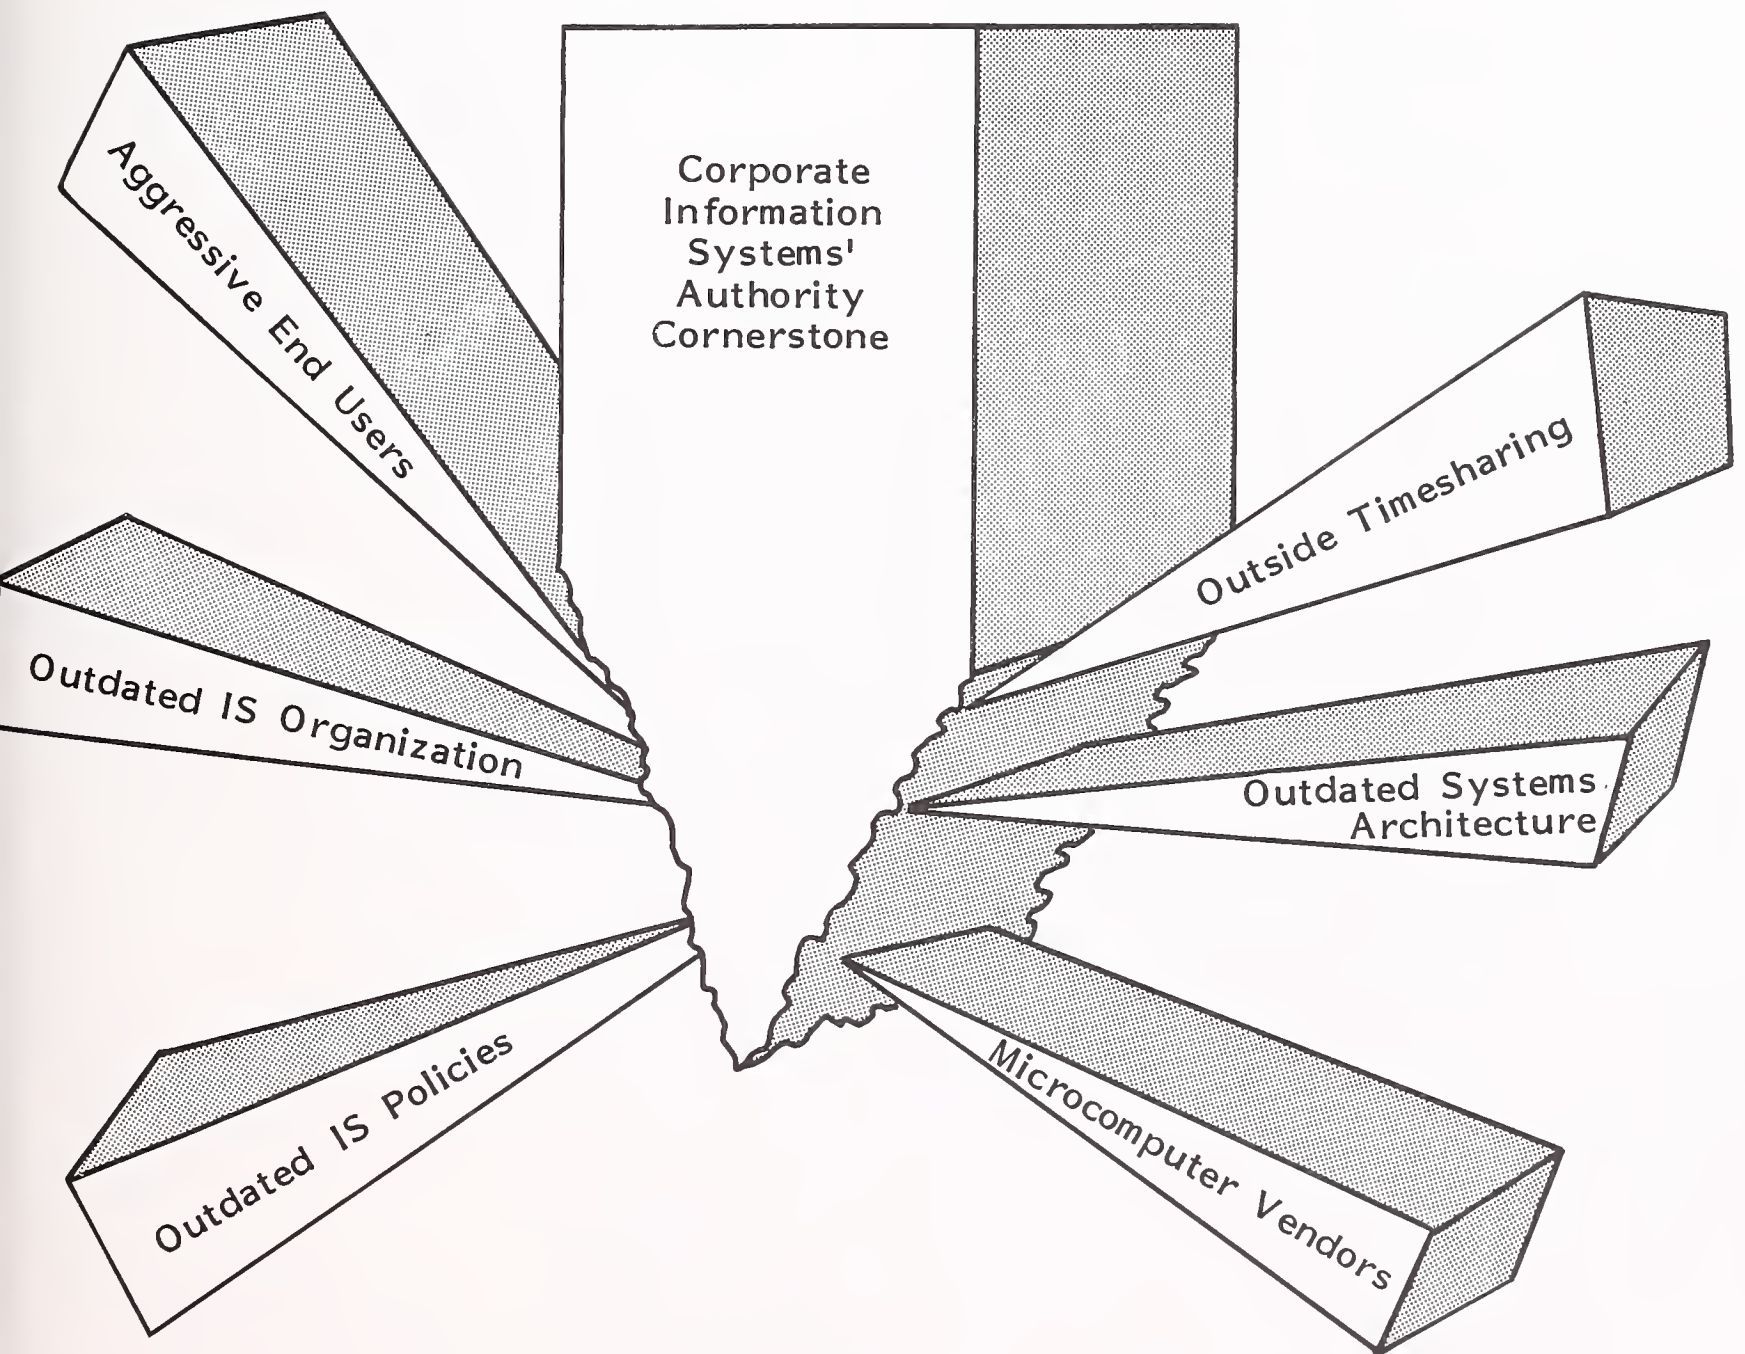 Corporate
Information
Systems'
Authority
Cornerstone
Aggressive End Users
Outdated IS Organization
Outdated IS Policies
Outside Timesharing
Outdated Systems
Architecture
Microcomputer Vendors